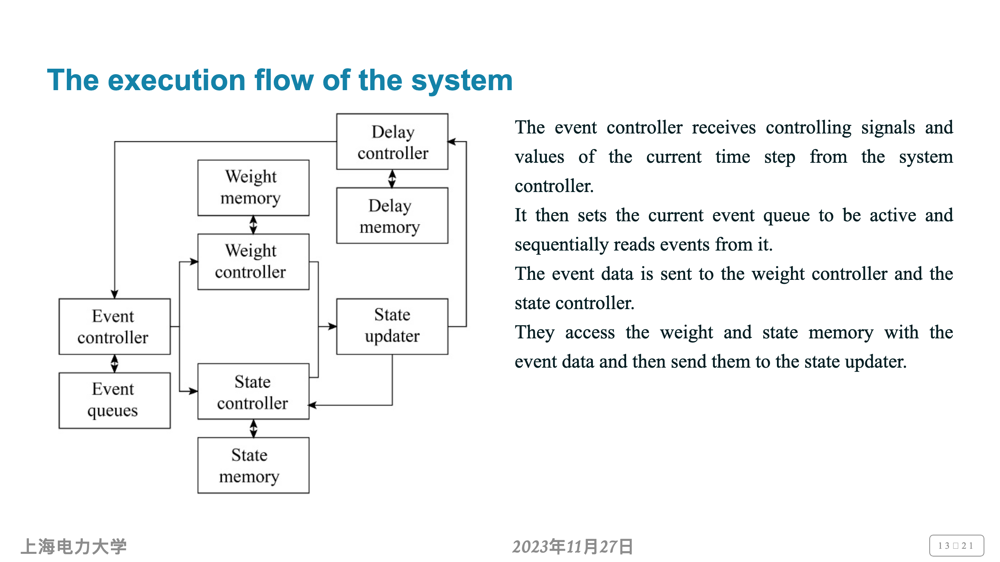 The execution flow of the system
Delay
controller
Weight
memory
Delay
memory
Weight
controller
Event
controller
State
updater
Event
queues
State
controller
State
memory
The event controller receives controlling signals and
values of the current time step from the system
controller.
It then sets the current event queue to be active and
sequentially reads events from it.
The event data is sent to the weight controller and the
state controller.
They access the weight and state memory with the
event data and then send them to the state updater.
上海电力大学
2023年11月27日
13□21